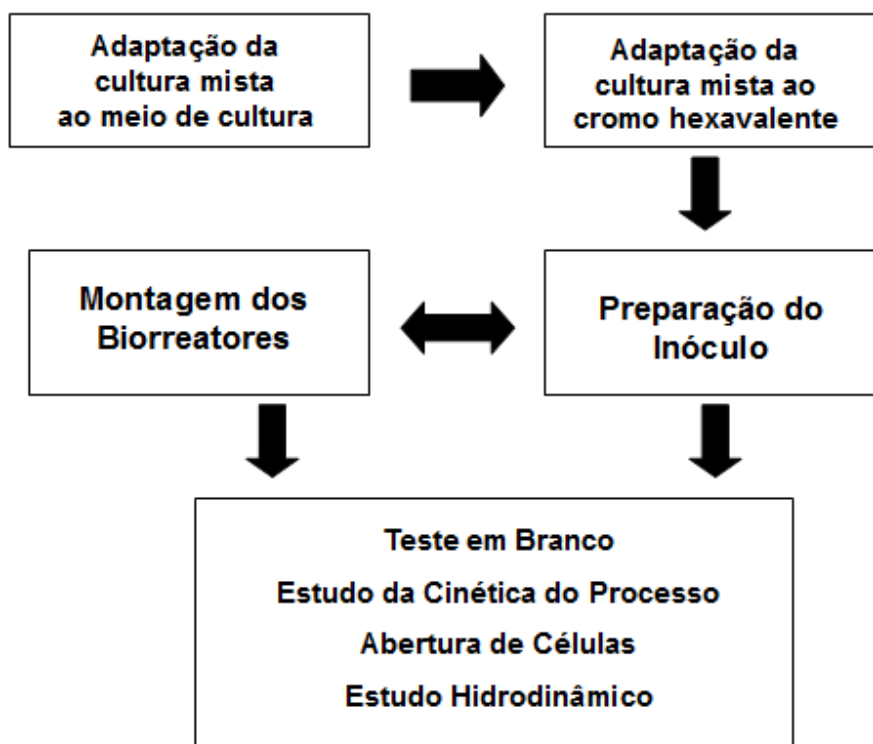 Adaptação da
cultura mista
ao meio de cultura
Adaptação da
cultura mista ao
cromo hexavalente
Montagem dos
Biorreatores
Preparação do
Inóculo
Teste em Branco
Estudo da Cinética do Processo
Abertura de Células
Estudo Hidrodinâmico